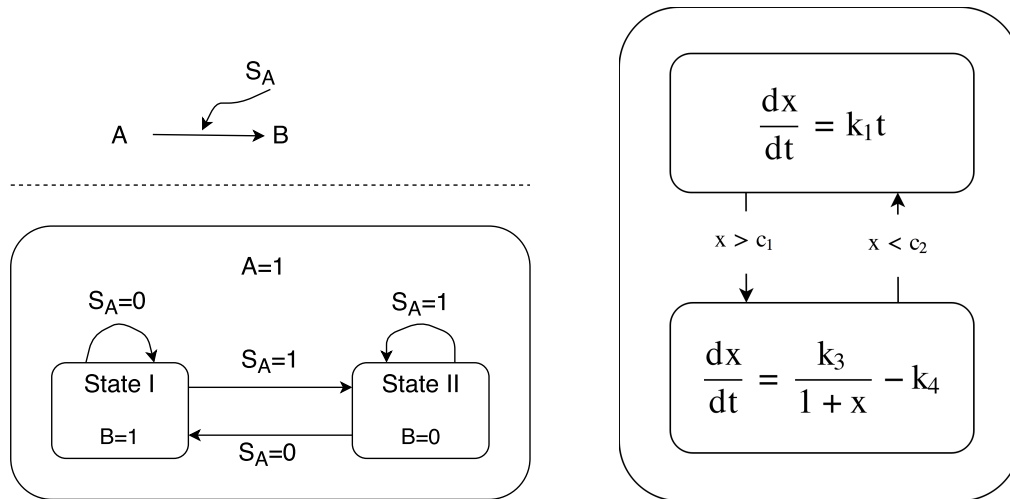 S_A
A B
A=1
S_A=0 S_A=1
S_A=1
State I State II
B=1 B=0
S_A=0
dx/dt = k₁t
x > c₁ x < c₂
dx/dt = k₃/(1 + x) − k₄